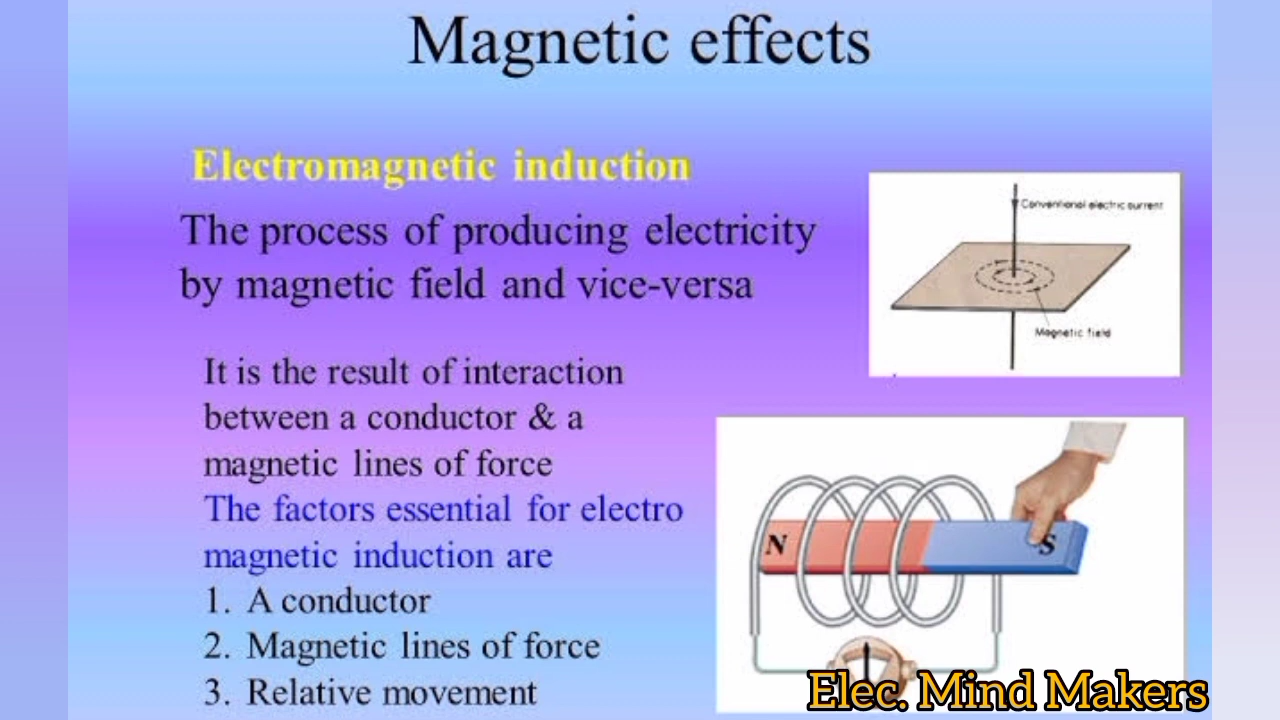 Magnetic effects
Electromagnetic induction
The process of producing electricity
by magnetic field and vice-versa
Conventional electric current
Magnetic field
It is the result of interaction
between a conductor & a
magnetic lines of force
The factors essential for electro
magnetic induction are
1. A conductor
2. Magnetic lines of force
3. Relative movement
N
S
Elec. Mind Makers